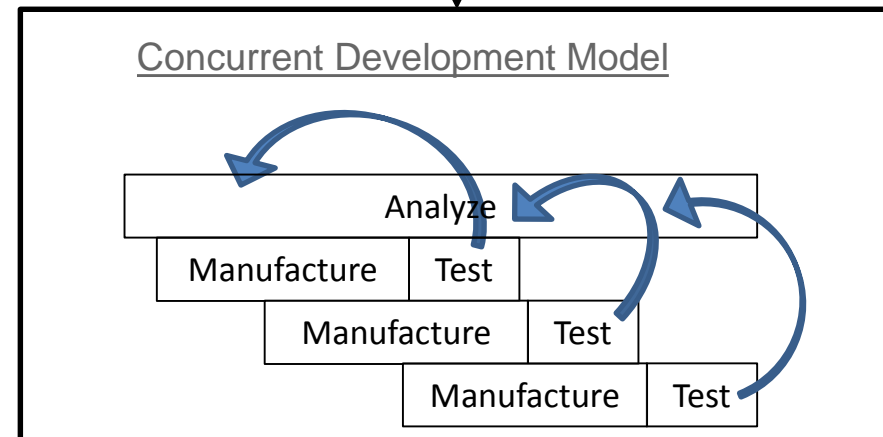 Concurrent Development Model
Analyze
Manufacture Test
Manufacture Test
Manufacture Test